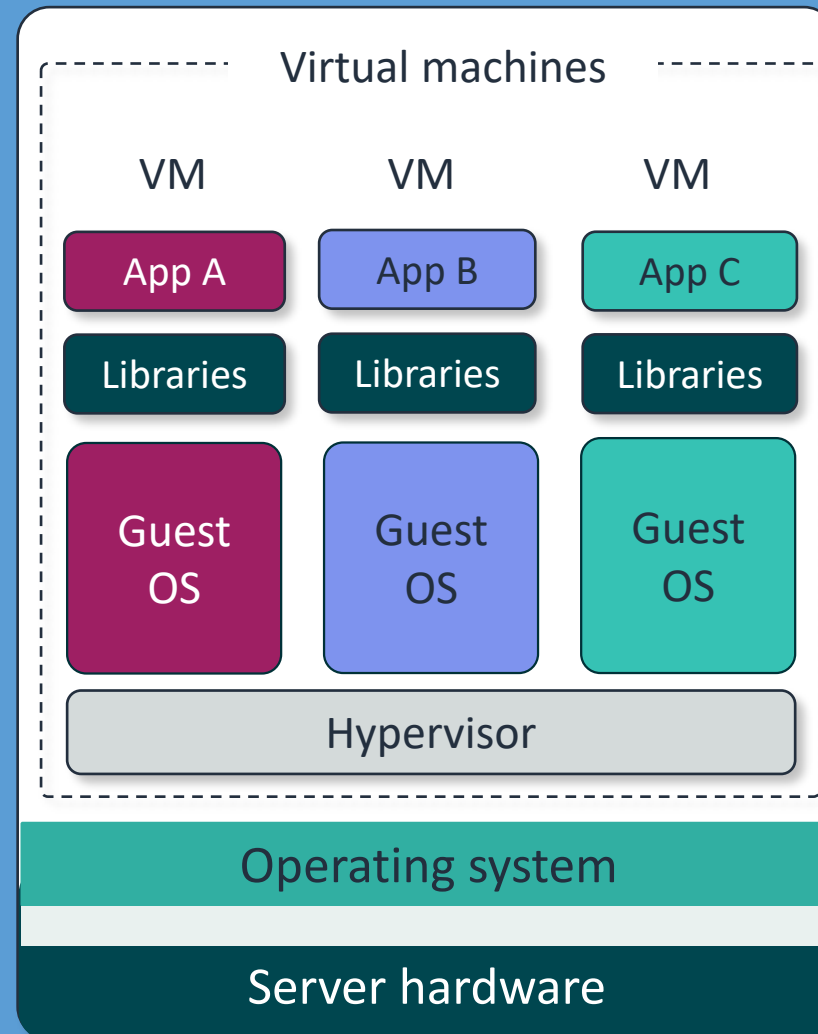 Virtual machines
VM VM VM
App A App B App C
Libraries Libraries Libraries
Guest Guest Guest
OS OS OS
Hypervisor
Operating system
Server hardware